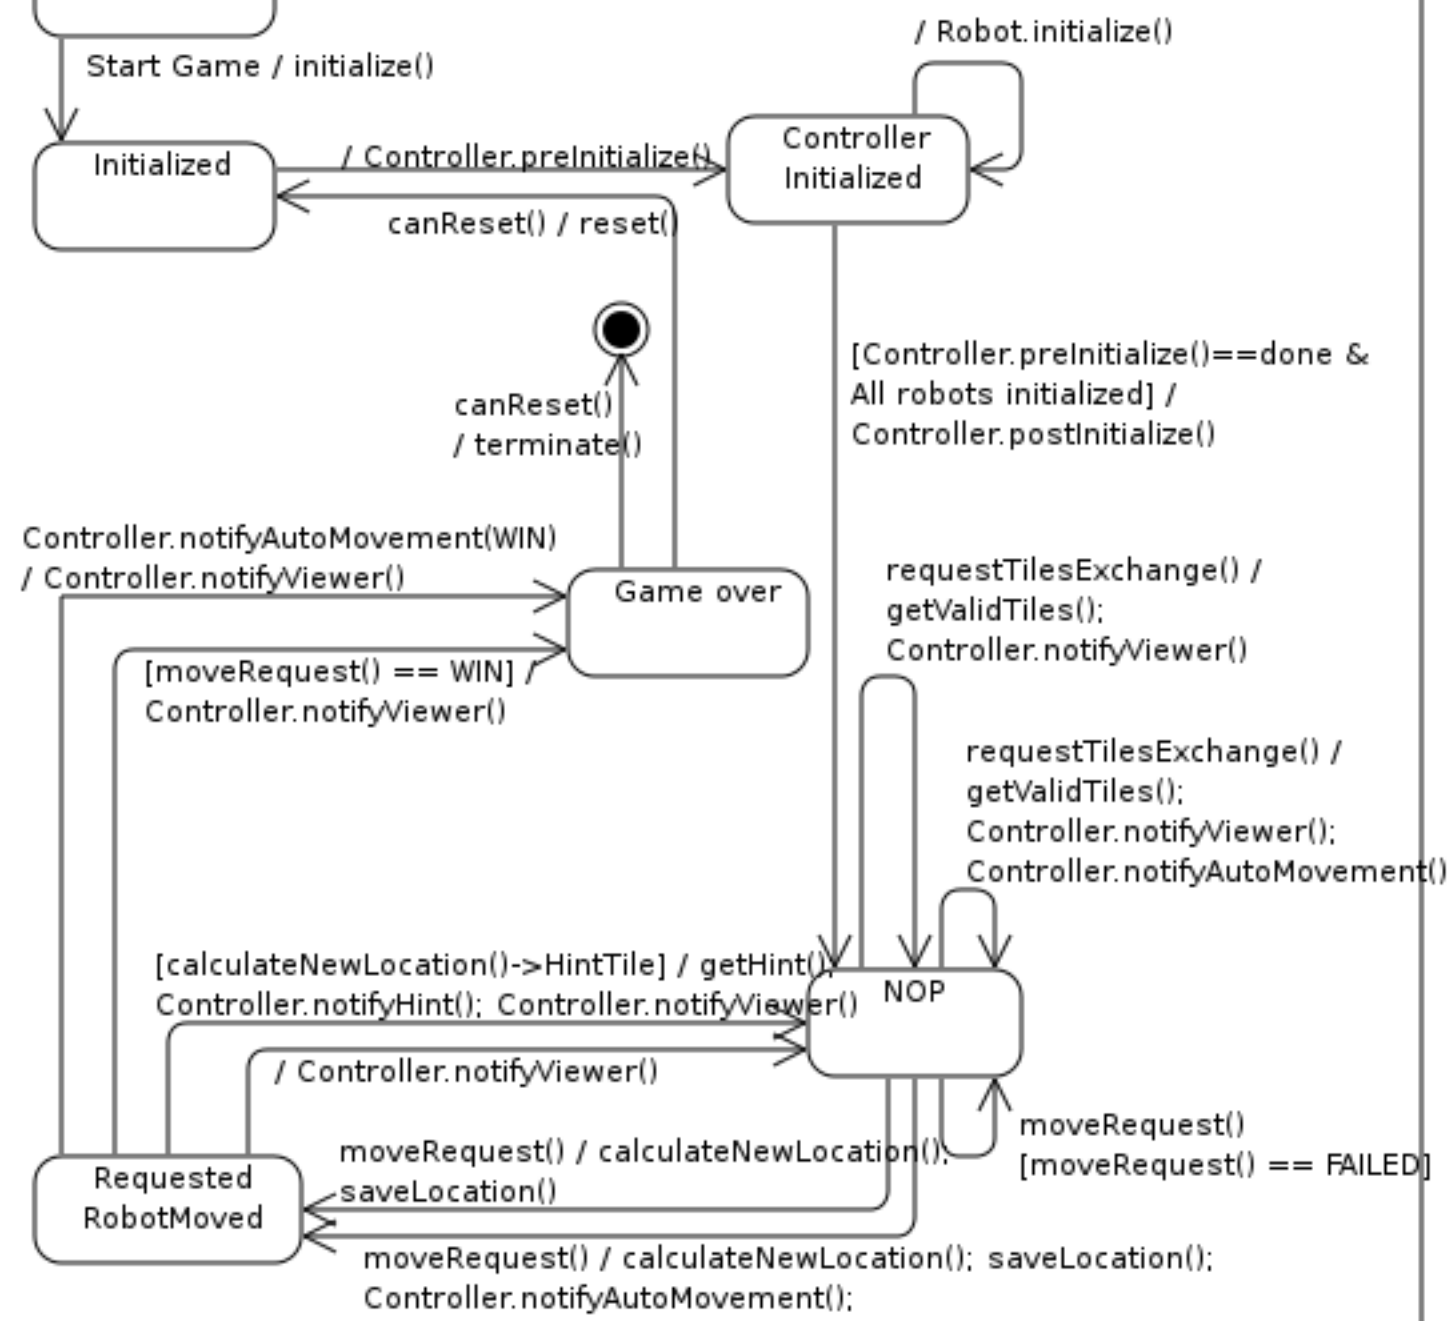 / Robot.initialize()
Start Game / initialize()
Controller
Initialized
Initialized
/ Controller.preInitialize()
canReset() / reset()
[Controller.preInitialize()==done &
All robots initialized] /
Controller.postInitialize()
canReset()
/ terminate()
Controller.notifyAutoMovement(WIN)
/ Controller.notifyViewer()
Game over
requestTilesExchange() /
getValidTiles();
Controller.notifyViewer()
[moveRequest() == WIN] /
Controller.notifyViewer()
requestTilesExchange() /
getValidTiles();
Controller.notifyViewer();
Controller.notifyAutoMovement()
[calculateNewLocation()->HintTile] / getHint();
Controller.notifyHint(); Controller.notifyViewer()
NOP
/ Controller.notifyViewer()
moveRequest()
[moveRequest() == FAILED]
moveRequest() / calculateNewLocation();
saveLocation()
Requested
RobotMoved
moveRequest() / calculateNewLocation(); saveLocation();
Controller.notifyAutoMovement();